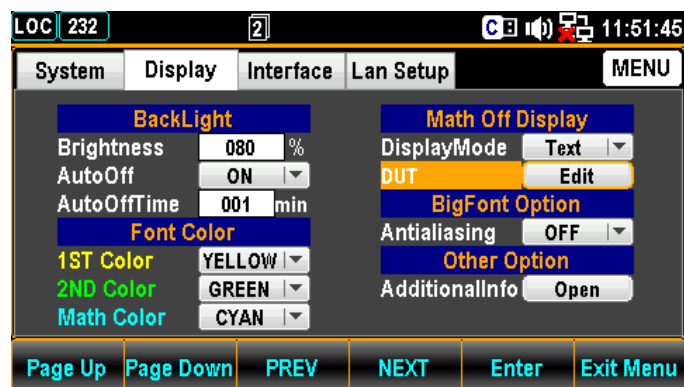 LOC 232 2 C 11:51:45
System Display Interface Lan Setup MENU
BackLight
Brightness 080 %
AutoOff ON
AutoOffTime 001 min
Font Color
1ST Color YELLOW
2ND Color GREEN
Math Color CYAN
Math Off Display
DisplayMode Text
DUT Edit
BigFont Option
Antialiasing OFF
Other Option
AdditionalInfo Open
Page Up Page Down PREV NEXT Enter Exit Menu